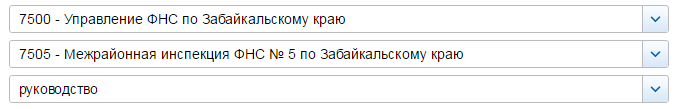 7500 - Управление ФНС по Забайкальскому краю
7505 - Межрайонная инспекция ФНС № 5 по Забайкальскому краю
руководство